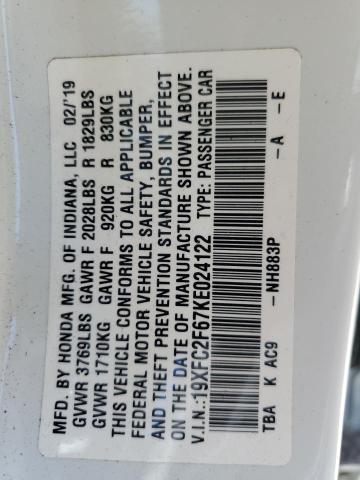 MFD. BY HONDA MFG. OF INDIANA, LLC 02/'19
GVWR 3769LBS GAWR F 2028LBS R 1829LBS
GVWR 1710KG GAWR F 920KG R 830KG
THIS VEHICLE CONFORMS TO ALL APPLICABLE
FEDERAL MOTOR VEHICLE SAFETY, BUMPER,
AND THEFT PREVENTION STANDARDS IN EFFECT
ON THE DATE OF MANUFACTURE SHOWN ABOVE.
V.I.N.:19XFC2F67KE024122 TYPE: PASSENGER CAR
-NH883P -A -E
TBA K AC9